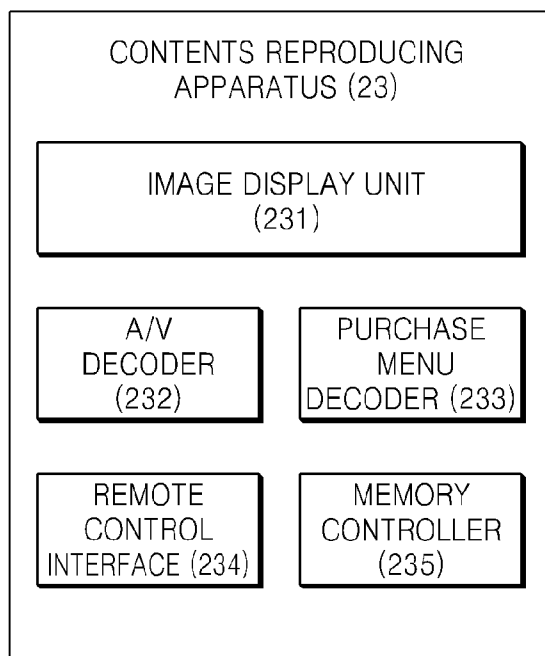 CONTENTS REPRODUCING
APPARATUS (23)
IMAGE DISPLAY UNIT
(231)
A/V
DECODER
(232)
PURCHASE
MENU
DECODER (233)
REMOTE
CONTROL
INTERFACE (234)
MEMORY
CONTROLLER
(235)